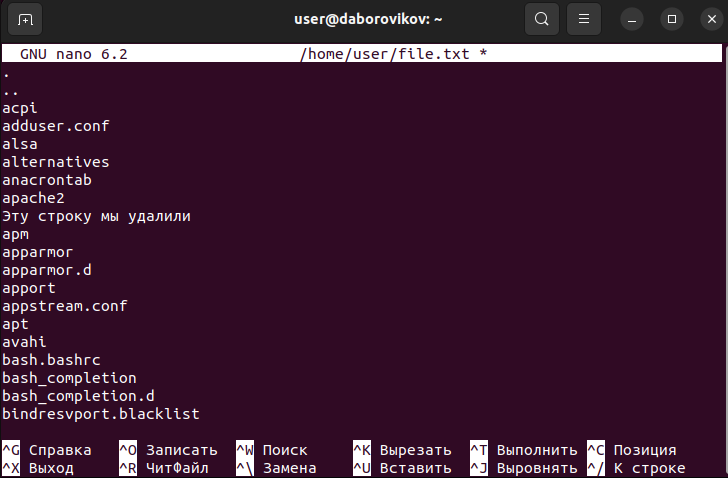 user@daborovikov: ~
GNU nano 6.2 /home/user/file.txt *
.
..
acpi
adduser.conf
alsa
alternatives
anacrontab
apache2
Эту строку мы удалили
apm
apparmor
apparmor.d
apport
appstream.conf
apt
avahi
bash.bashrc
bash_completion
bash_completion.d
bindresvport.blacklist
^G Справка ^O Записать ^W Поиск ^K Вырезать ^T Выполнить ^C Позиция
^X Выход ^R ЧитФайл ^\ Замена ^U Вставить ^J Выровнять ^/ К строке